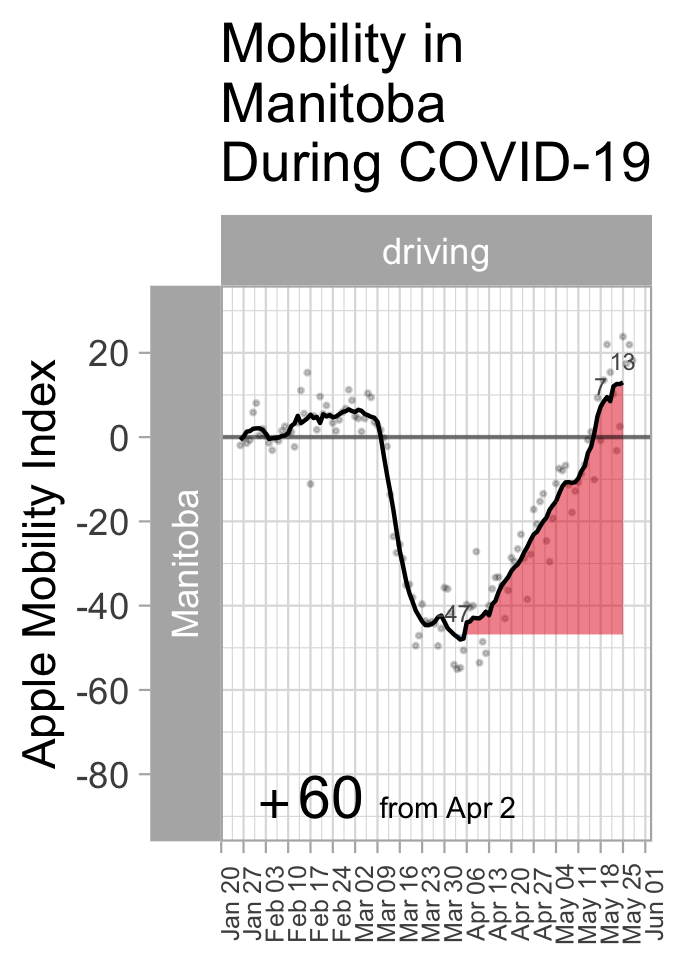 Mobility in
Manitoba
During COVID-19
driving
Manitoba
Apple Mobility Index
20
0
-20
-40
-60
-80
13
7
-47
+60 from Apr 2
Jan 20
Jan 27
Feb 03
Feb 10
Feb 17
Feb 24
Mar 02
Mar 09
Mar 16
Mar 23
Mar 30
Apr 06
Apr 13
Apr 20
Apr 27
May 04
May 11
May 18
May 25
Jun 01